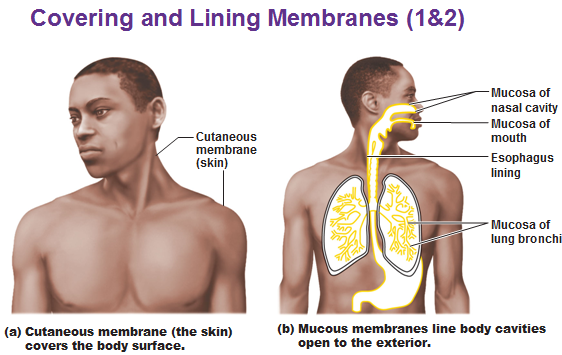 Covering and Lining Membranes (1&2)
Cutaneous
membrane
(skin)
Mucosa of
nasal cavity
Mucosa of
mouth
Esophagus
lining
Mucosa of
lung bronchi
(a) Cutaneous membrane (the skin)
covers the body surface.
(b) Mucous membranes line body cavities
open to the exterior.